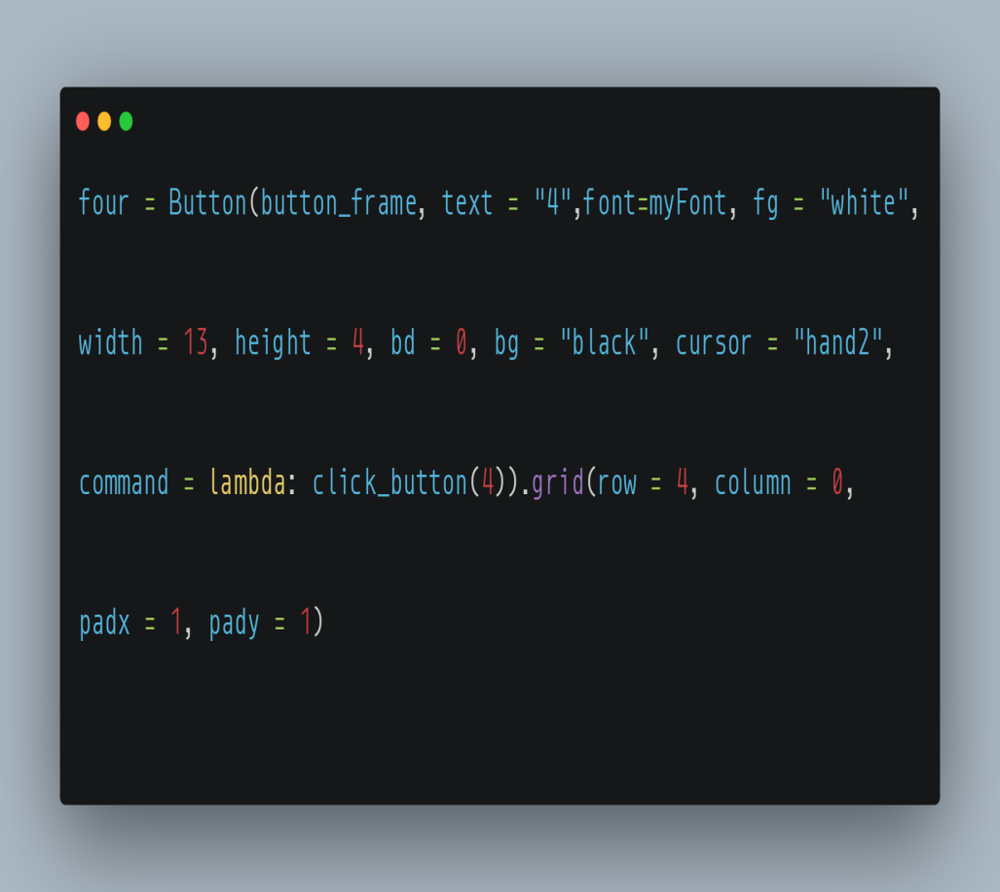 four = Button(button_frame, text = "4",font=myFont, fg = "white",
width = 13, height = 4, bd = 0, bg = "black", cursor = "hand2",
command = lambda: click_button(4)).grid(row = 4, column = 0,
padx = 1, pady = 1)